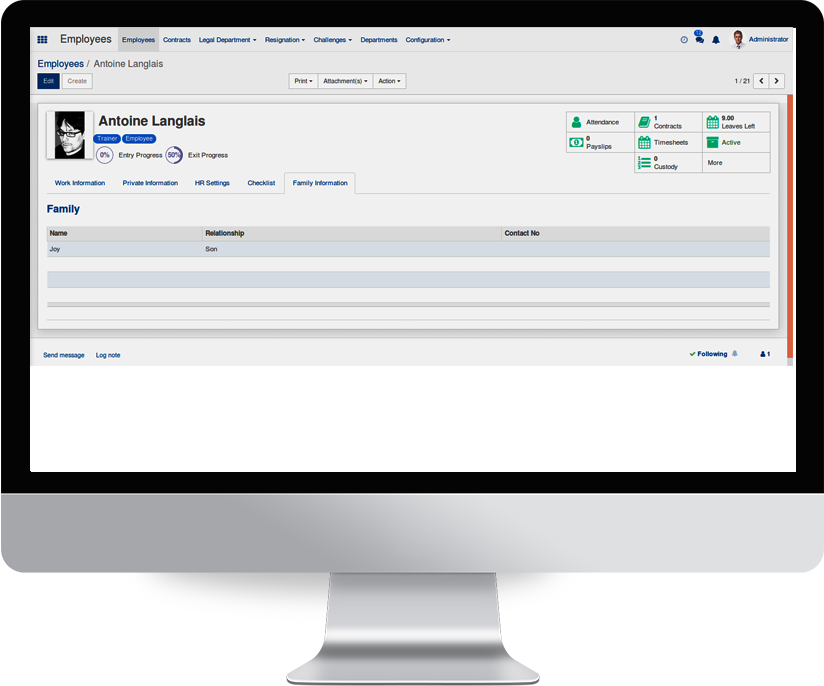 Employees Employees Contracts Legal Department Resignation Challenges Departments Configuration Administrator
Employees / Antoine Langlais
Edit Create Print Attachment(s) Action 1 / 21
Antoine Langlais
Trainer Employee
0% Entry Progress 50% Exit Progress
Attendance
1 Contracts
9.00 Leaves Left
0 Payslips
Timesheets
Active
0 Custody
More
Work Information Private Information HR Settings Checklist Family Information
Family
Name Relationship Contact No
Joy Son
Send message Log note Following 1